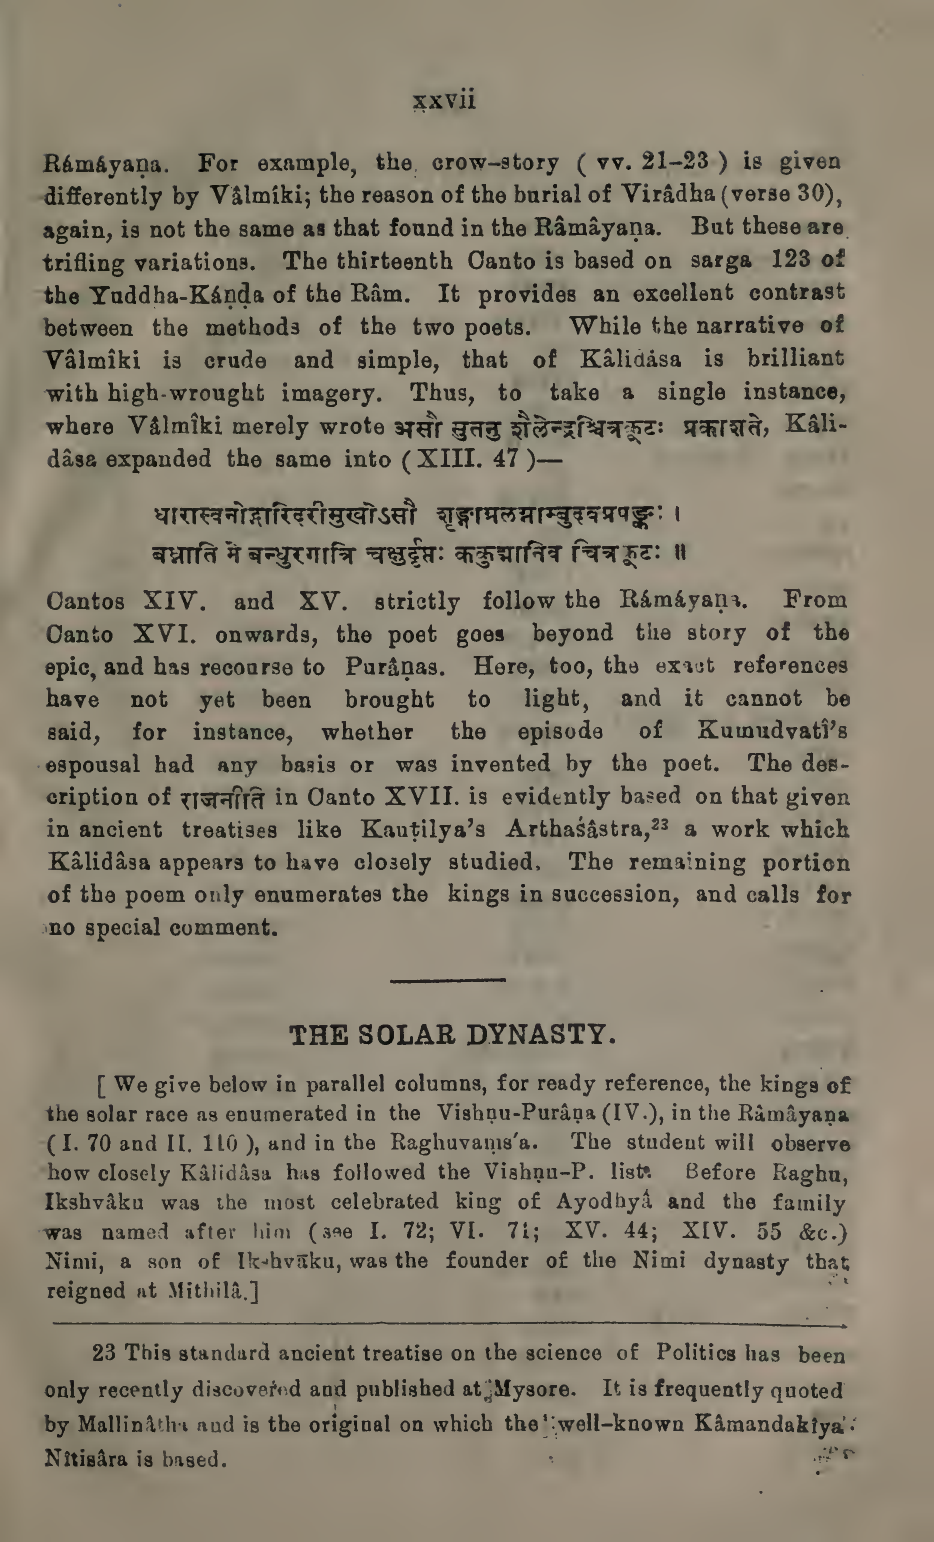 xxvii
Râmâyaṇa. For example, the crow-story ( vv. 21-23 ) is given
differently by Vâlmîki; the reason of the burial of Virâdha (verse 30),
again, is not the same as that found in the Râmâyaṇa. But these are
trifling variations. The thirteenth Canto is based on sarga 123 of
the Yuddha-Kâṇḍa of the Râm. It provides an excellent contrast
between the methods of the two poets. While the narrative of
Vâlmîki is crude and simple, that of Kâlidâsa is brilliant
with high-wrought imagery. Thus, to take a single instance,
where Vâlmîki merely wrote असौ सुतनु शैलेन्द्रश्चित्रकूटः प्रकाशते, Kâli-
dâsa expanded the same into ( XIII. 47 )—
धारास्वनोद्गारिदरीमुखोऽसौ शृङ्गाग्रलग्नाम्बुदवप्रपङ्कः ।
बध्नाति मे बन्धुरगात्रि चक्षुर्दृप्तः ककुद्मानिव चित्रकूटः ॥
Cantos XIV. and XV. strictly follow the Râmâyaṇa. From
Canto XVI. onwards, the poet goes beyond the story of the
epic, and has recourse to Purâṇas. Here, too, the exact references
have not yet been brought to light, and it cannot be
said, for instance, whether the episode of Kumudvatî's
espousal had any basis or was invented by the poet. The des-
cription of राजनीति in Canto XVII. is evidently based on that given
in ancient treatises like Kauṭilya's Arthaśâstra,²³ a work which
Kâlidâsa appears to have closely studied. The remaining portion
of the poem only enumerates the kings in succession, and calls for
no special comment.
THE SOLAR DYNASTY.
[ We give below in parallel columns, for ready reference, the kings of
the solar race as enumerated in the Vishṇu-Purâṇa (IV.), in the Râmâyaṇa
( I. 70 and II. 110 ), and in the Raghuvaṃs'a. The student will observe
how closely Kâlidâsa has followed the Vishṇu-P. list. Before Raghu,
Ikshvâku was the most celebrated king of Ayodhyâ and the family
was named after him (see I. 72; VI. 71; XV. 44; XIV. 55 &c.)
Nimi, a son of Ikshvāku, was the founder of the Nimi dynasty that
reigned at Mithilâ.]
23 This standard ancient treatise on the science of Politics has been
only recently discovered and published at Mysore. It is frequently quoted
by Mallinâtha and is the original on which the well-known Kâmandakîya
Nîtisâra is based.